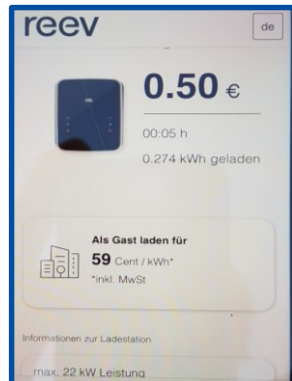 reev
de
0.50 €
00:05 h
0.274 kWh geladen
Als Gast laden für
59 Cent / kWh*
*inkl. MwSt
Informationen zur Ladestation
max. 22 kW Leistung